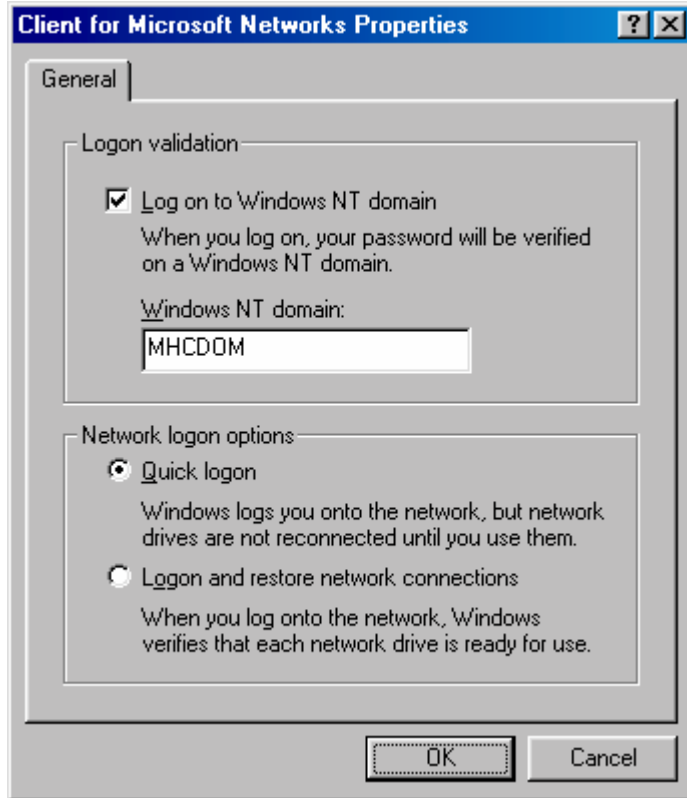 Client for Microsoft Networks Properties
?
General
Logon validation
Log on to Windows NT domain
When you log on, your password will be verified
on a Windows NT domain.
Windows NT domain:
MHCDOM
Network logon options
Quick logon
Windows logs you onto the network, but network
drives are not reconnected until you use them.
Logon and restore network connections
When you log onto the network, Windows
verifies that each network drive is ready for use.
OK Cancel